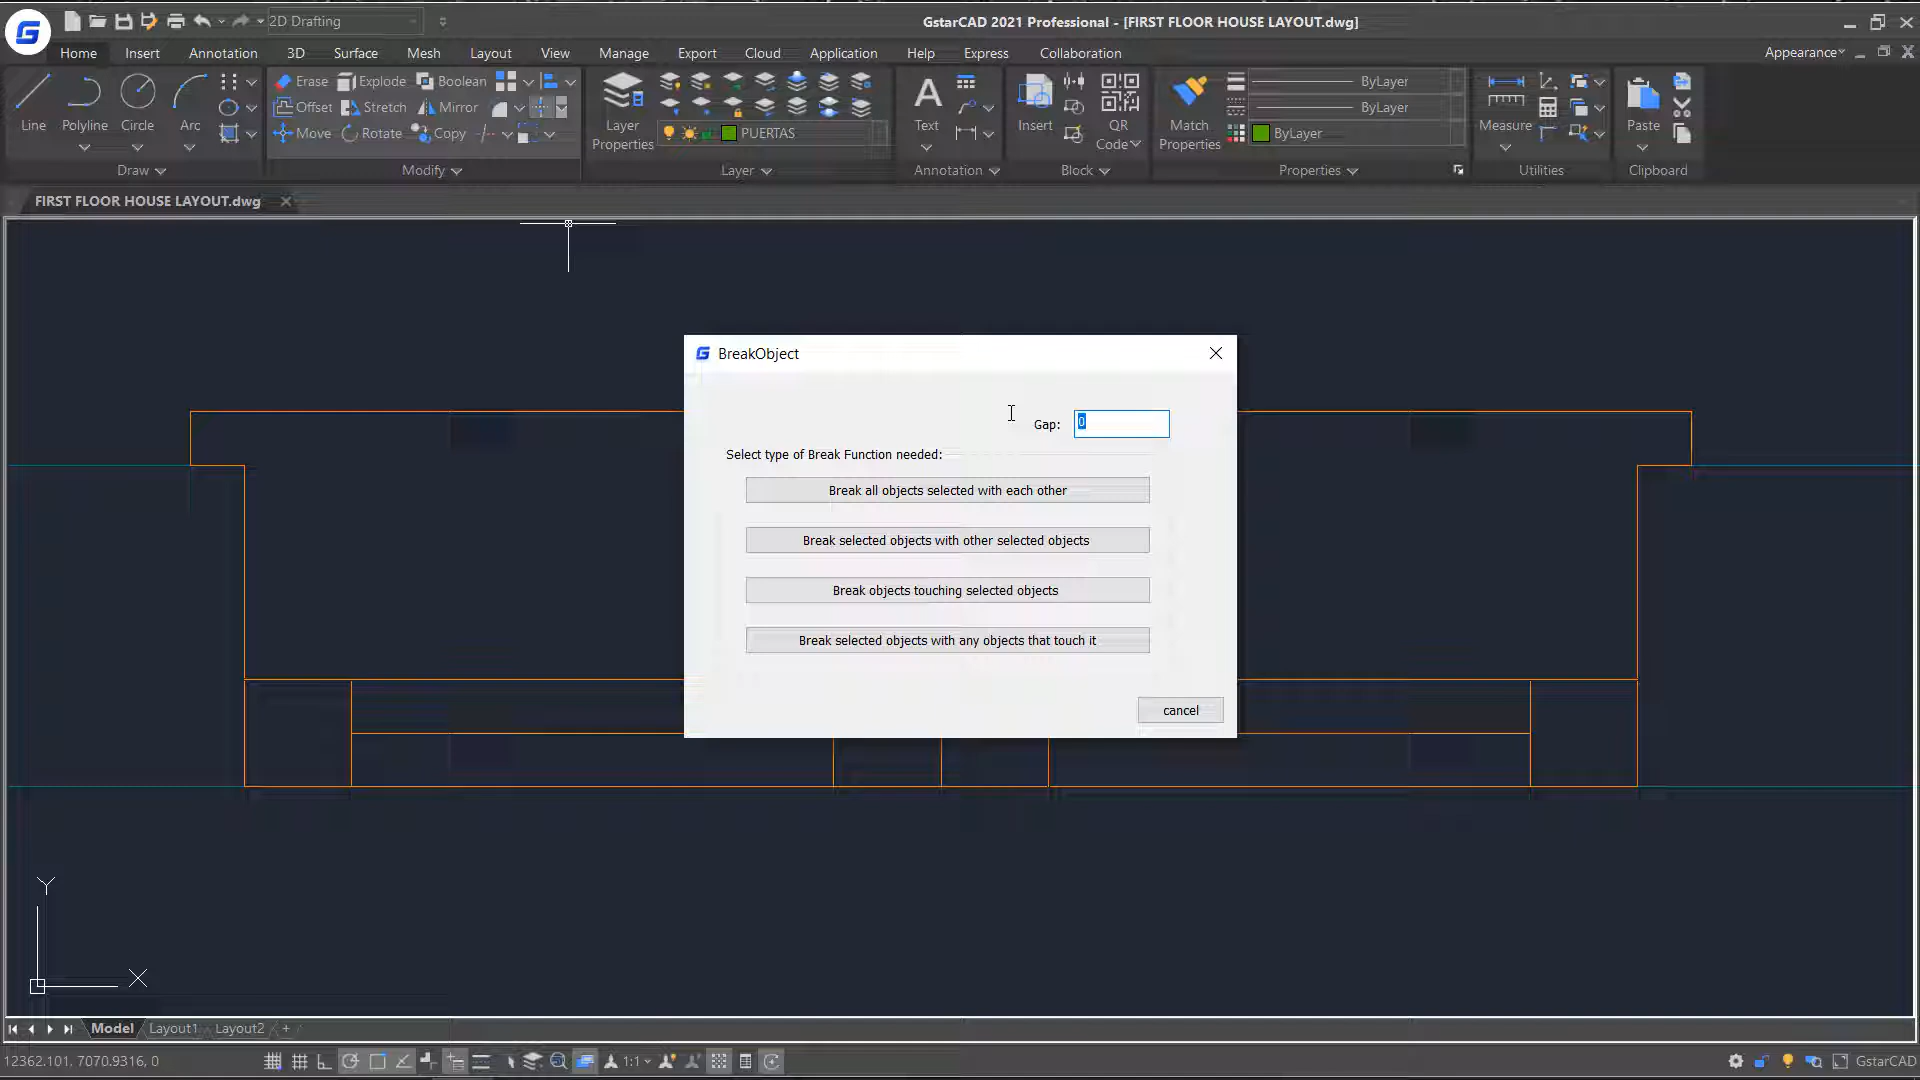 2D Drafting
GstarCAD 2021 Professional - [FIRST FLOOR HOUSE LAYOUT.dwg]
Home Insert Annotation 3D Surface Mesh Layout View Manage Export Cloud Application Help Express Collaboration Appearance
Line Polyline Circle Arc
Erase Explode Boolean
Offset Stretch Mirror
Move Rotate Copy
Layer Properties
PUERTAS
Text
Insert
QR Code
Match Properties
ByLayer
ByLayer
ByLayer
Measure
Paste
Draw Modify Layer Annotation Block Properties Utilities Clipboard
FIRST FLOOR HOUSE LAYOUT.dwg
BreakObject
Gap: 0
Select type of Break Function needed:
Break all objects selected with each other
Break selected objects with other selected objects
Break objects touching selected objects
Break selected objects with any objects that touch it
cancel
Y
X
Model Layout1 Layout2 +
12362.101, 7070.9316, 0
1:1
GstarCAD